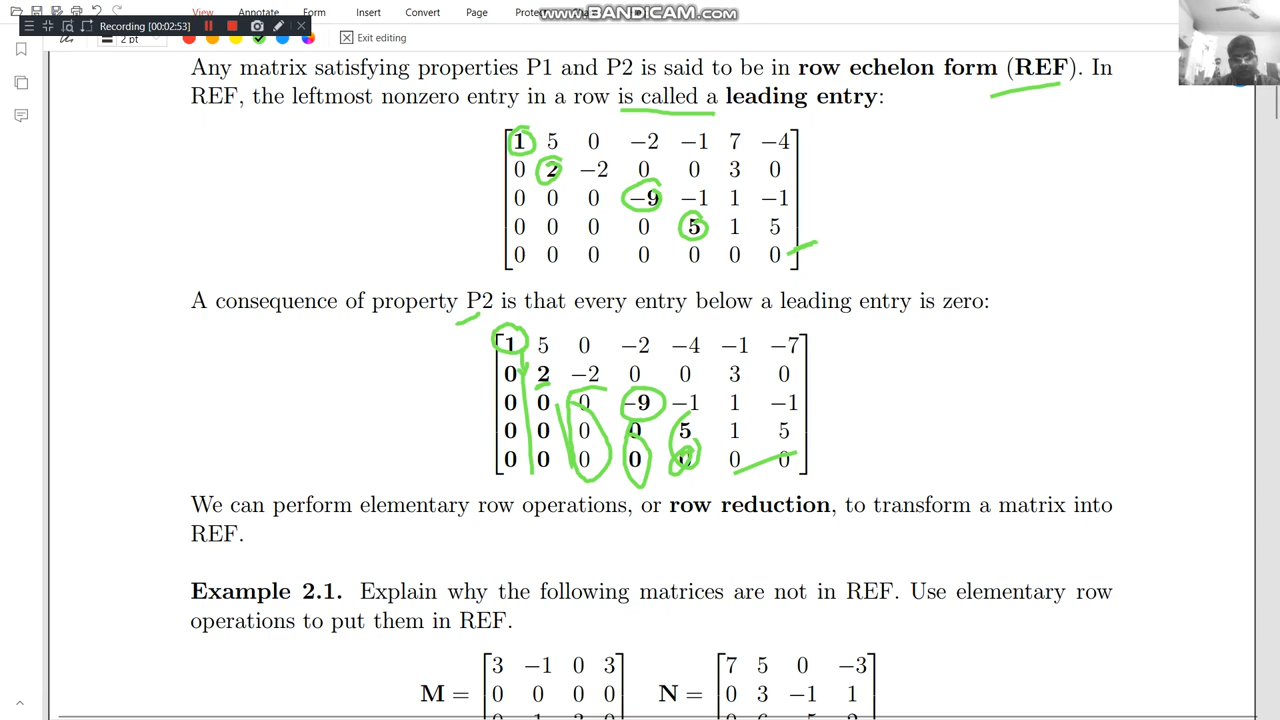 www.BANDICAM.com
View Annotate Form Insert Convert Page Prote
Recording [00:02:53]
2 pt
Exit editing
Any matrix satisfying properties P1 and P2 is said to be in row echelon form (REF). In
REF, the leftmost nonzero entry in a row is called a leading entry:
1 5 0 −2 −1 7 −4
0 2 −2 0 0 3 0
0 0 0 −9 −1 1 −1
0 0 0 0 5 1 5
0 0 0 0 0 0 0
A consequence of property P2 is that every entry below a leading entry is zero:
1 5 0 −2 −4 −1 −7
0 2 −2 0 0 3 0
0 0 0 −9 −1 1 −1
0 0 0 0 5 1 5
0 0 0 0 0 0 0
We can perform elementary row operations, or row reduction, to transform a matrix into
REF.
Example 2.1. Explain why the following matrices are not in REF. Use elementary row
operations to put them in REF.
3 −1 0 3 7 5 0 −3
M = 0 0 0 0 N = 0 3 −1 1